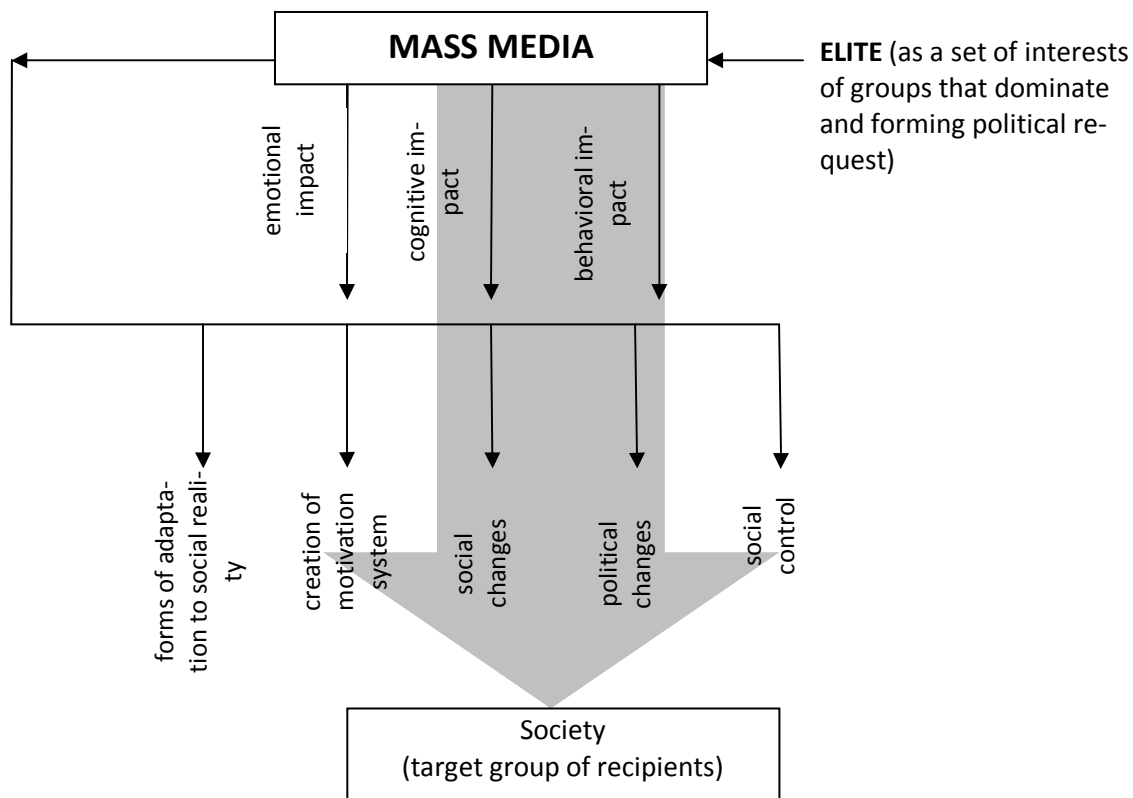 MASS MEDIA
ELITE (as a set of interests
of groups that dominate
and forming political re-
quest)
emotional
impact
cognitive im-
pact
behavioral im-
pact
forms of adapta-
tion to social reali-
ty
creation of
motivation
system
social
changes
political
changes
social
control
Society
(target group of recipients)